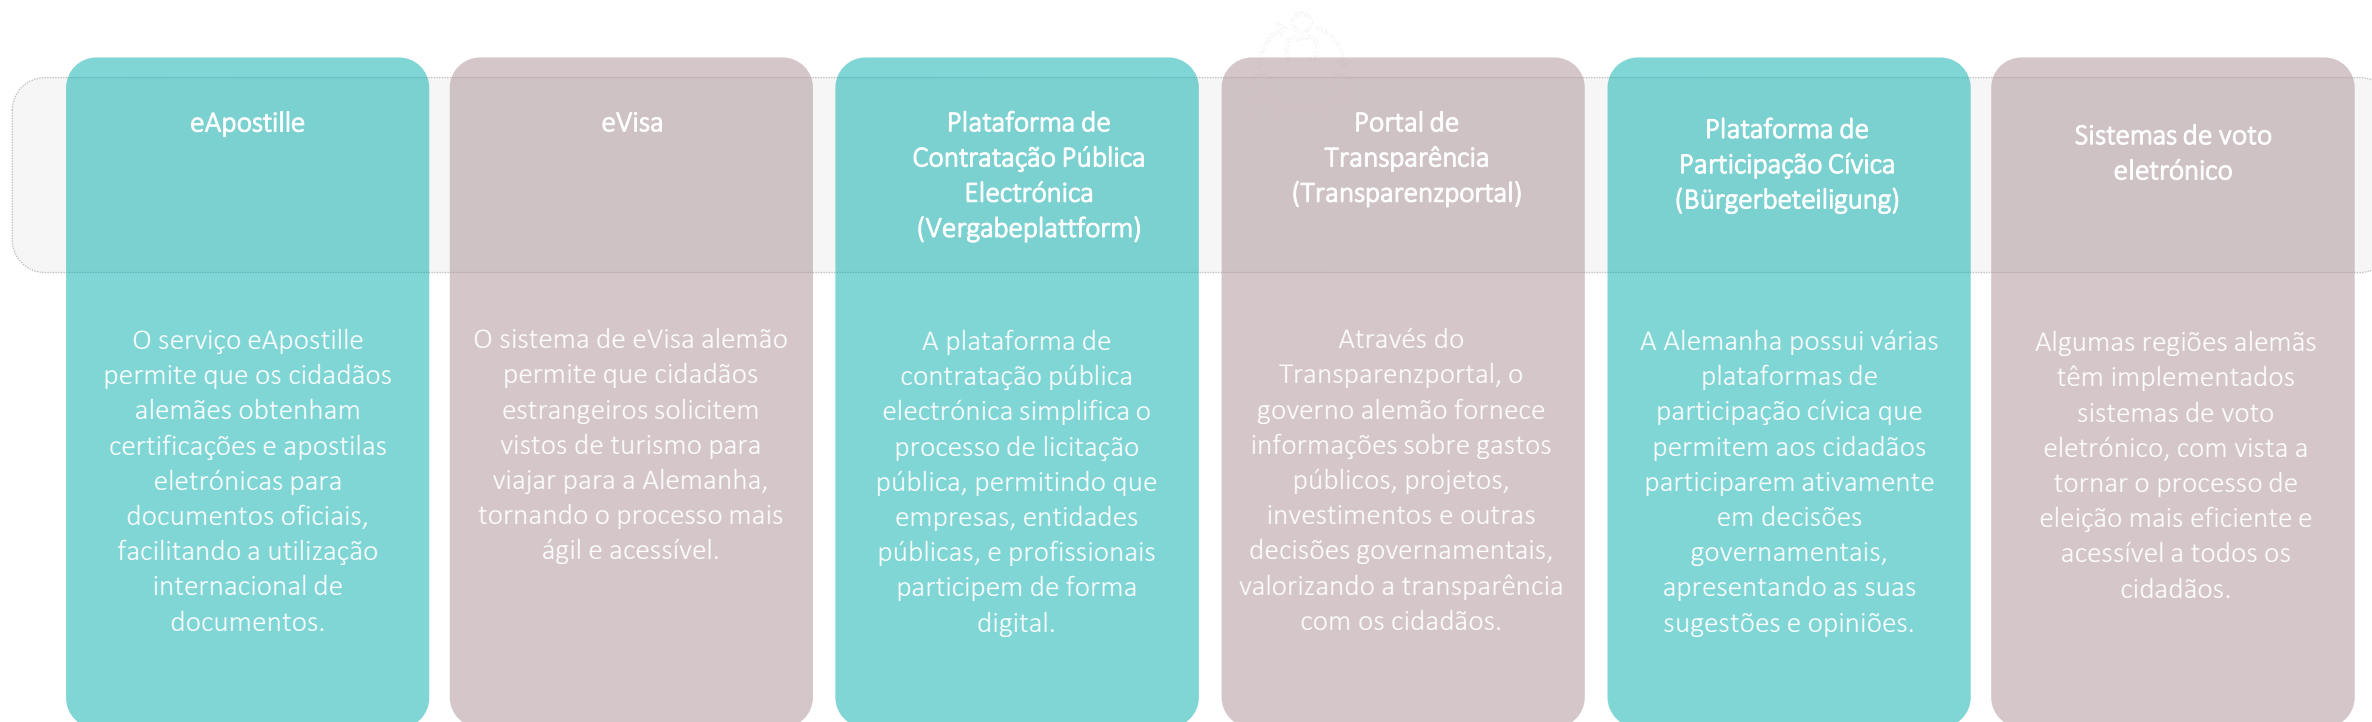 eApostille
O serviço eApostille
permite que os cidadãos
alemães obtenham
certificações e apostilas
eletrónicas para
documentos oficiais,
facilitando a utilização
internacional de
documentos.
eVisa
O sistema de eVisa alemão
permite que cidadãos
estrangeiros solicitem
vistos de turismo para
viajar para a Alemanha,
tornando o processo mais
ágil e acessível.
Plataforma de
Contratação Pública
Electrónica
(Vergabeplattform)
A plataforma de
contratação pública
electrónica simplifica o
processo de licitação
pública, permitindo que
empresas, entidades
públicas, e profissionais
participem de forma
digital.
Portal de
Transparência
(Transparenzportal)
Através do
Transparenzportal, o
governo alemão fornece
informações sobre gastos
públicos, projetos,
investimentos e outras
decisões governamentais,
valorizando a transparência
com os cidadãos.
Plataforma de
Participação Cívica
(Bürgerbeteiligung)
A Alemanha possui várias
plataformas de
participação cívica que
permitem aos cidadãos
participarem ativamente
em decisões
governamentais,
apresentando as suas
sugestões e opiniões.
Sistemas de voto
eletrónico
Algumas regiões alemãs
têm implementados
sistemas de voto
eletrónico, com vista a
tornar o processo de
eleição mais eficiente e
acessível a todos os
cidadãos.